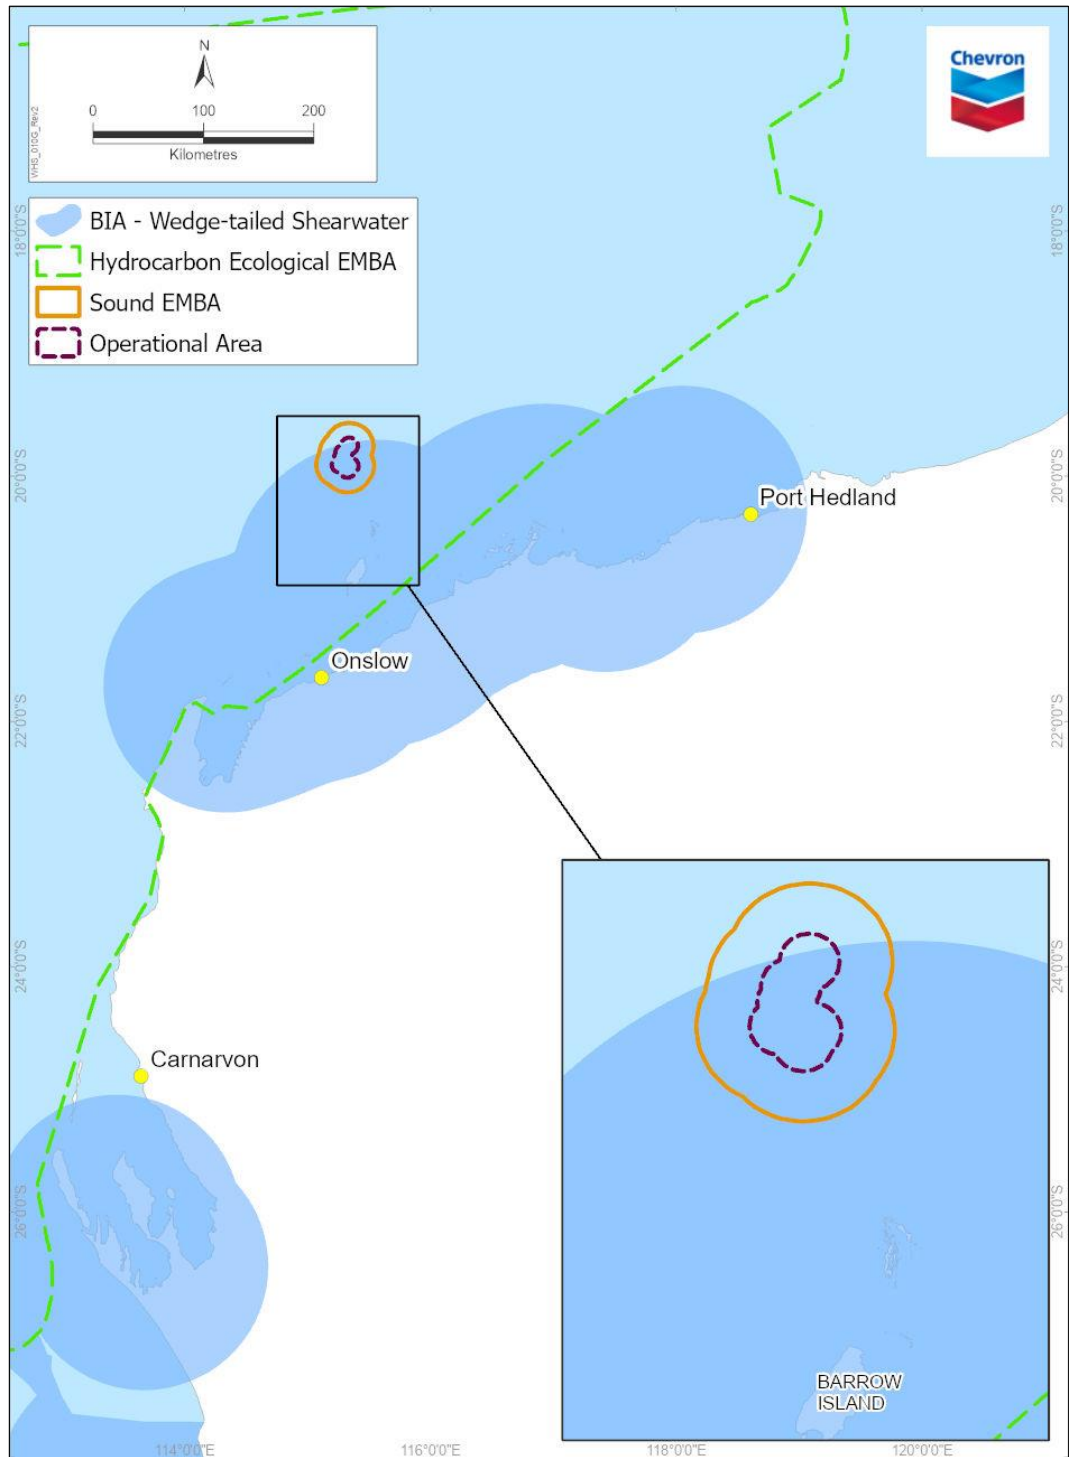 N
0 100 200
Kilometres
WHS_010G_Rev2
Chevron
BIA - Wedge-tailed Shearwater
Hydrocarbon Ecological EMBA
Sound EMBA
Operational Area
18°0'0"S
18°0'0"S
20°0'0"S
20°0'0"S
Port Hedland
Onslow
22°0'0"S
22°0'0"S
24°0'0"S
24°0'0"S
Carnarvon
26°0'0"S
26°0'0"S
BARROW
ISLAND
114°0'0"E
116°0'0"E
118°0'0"E
120°0'0"E